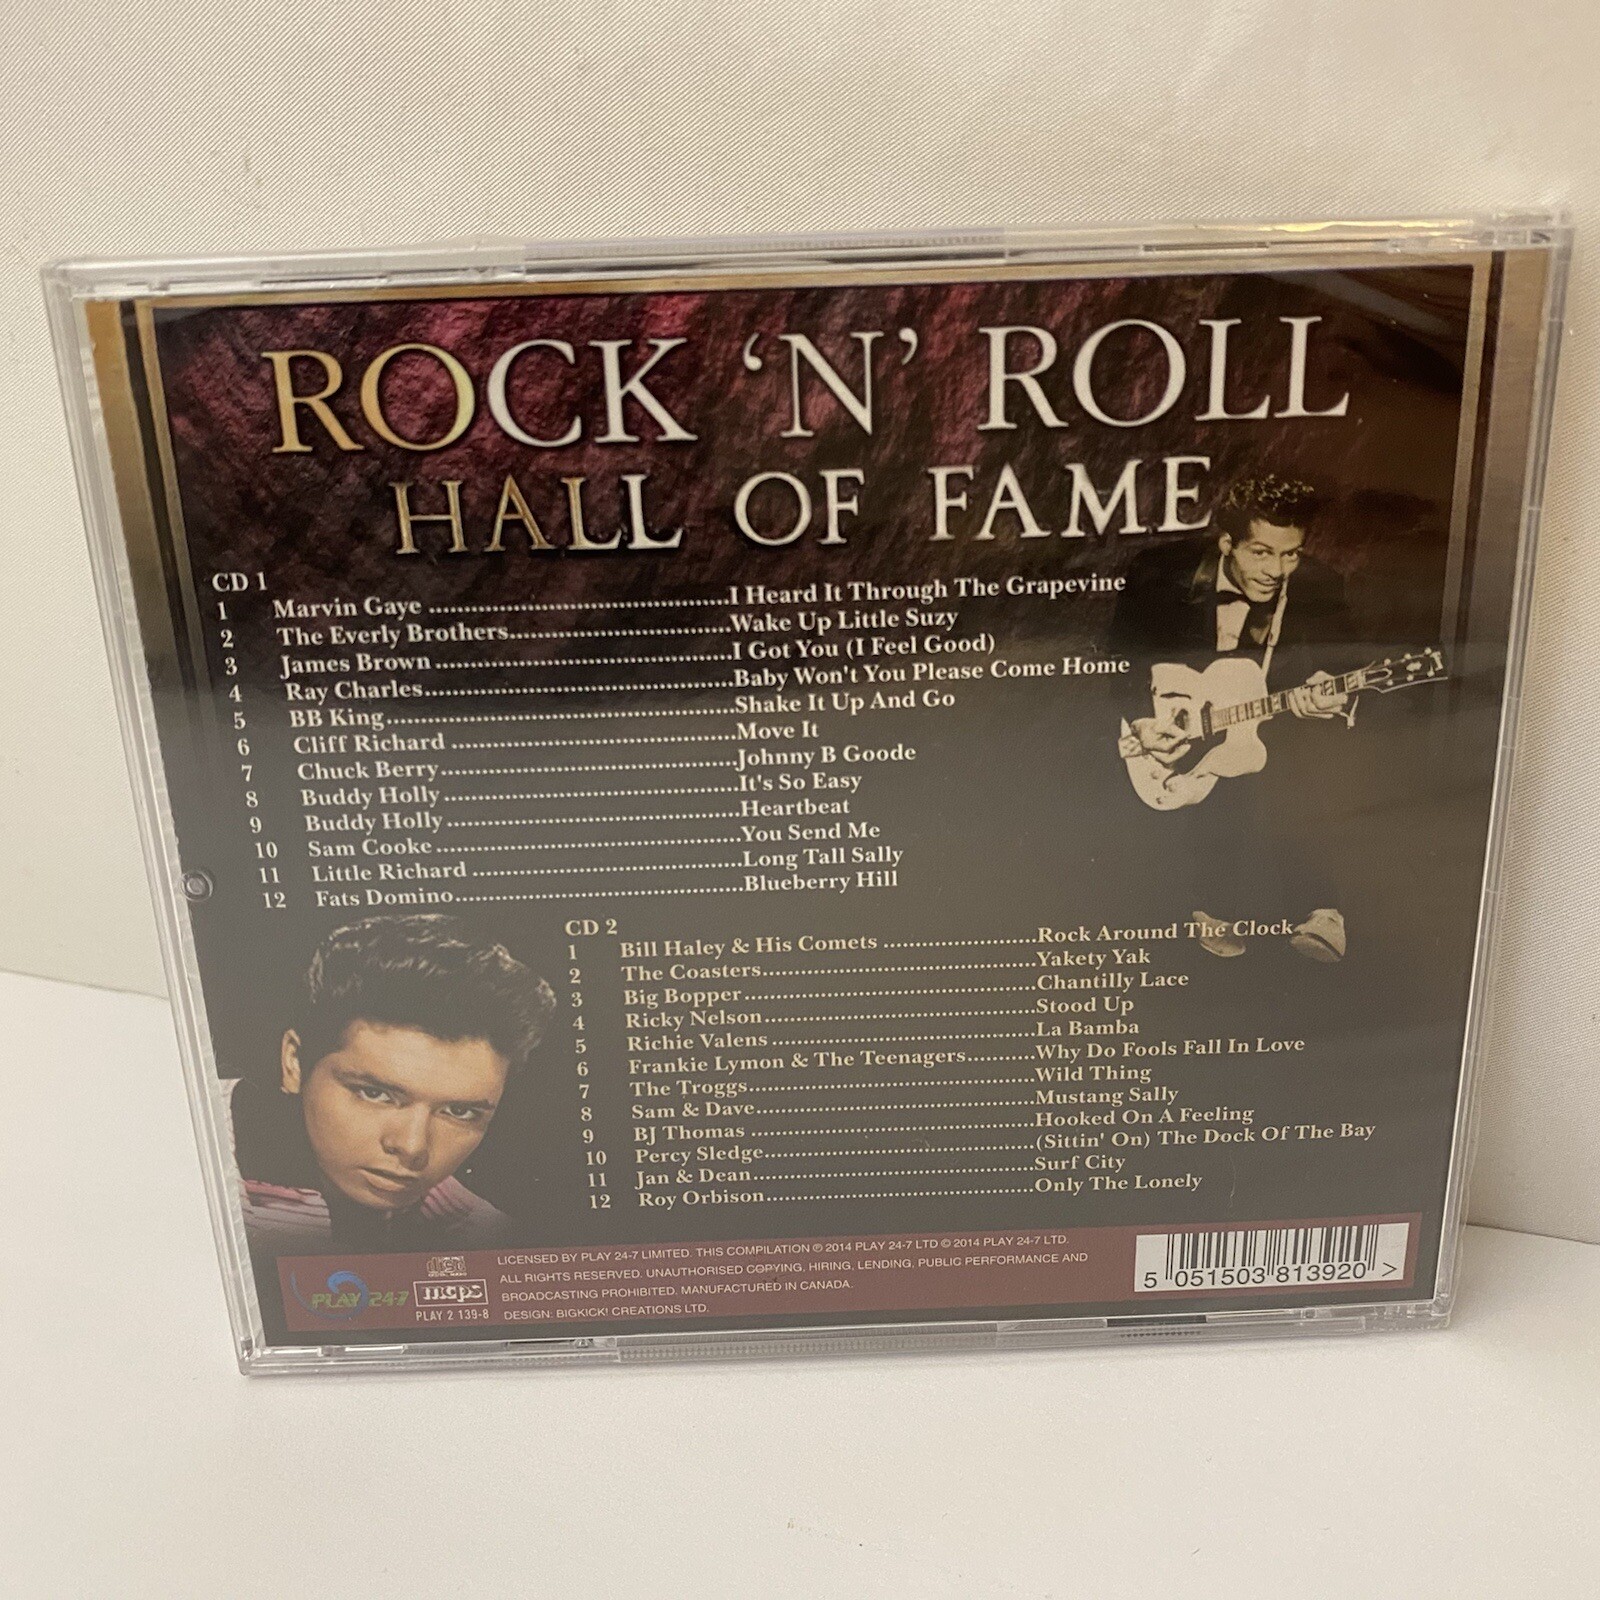 ROCK 'N' ROLL
HALL OF FAME
CD 1
1 Marvin Gaye ..........I Heard It Through The Grapevine
2 The Everly Brothers..........Wake Up Little Suzy
3 James Brown ..........I Got You (I Feel Good)
4 Ray Charles..........Baby Won't You Please Come Home
5 BB King..........Shake It Up And Go
6 Cliff Richard ..........Move It
7 Chuck Berry..........Johnny B Goode
8 Buddy Holly ..........It's So Easy
9 Buddy Holly ..........Heartbeat
10 Sam Cooke ..........You Send Me
11 Little Richard ..........Long Tall Sally
12 Fats Domino..........Blueberry Hill
CD 2
1 Bill Haley & His Comets ..........Rock Around The Clock
2 The Coasters..........Yakety Yak
3 Big Bopper ..........Chantilly Lace
4 Ricky Nelson..........Stood Up
5 Richie Valens ..........La Bamba
6 Frankie Lymon & The Teenagers..........Why Do Fools Fall In Love
7 The Troggs..........Wild Thing
8 Sam & Dave..........Mustang Sally
9 BJ Thomas ..........Hooked On A Feeling
10 Percy Sledge..........(Sittin' On) The Dock Of The Bay
11 Jan & Dean..........Surf City
12 Roy Orbison..........Only The Lonely
PLAY 24-7
disc
mcps
PLAY 2 139-8
LICENSED BY PLAY 24-7 LIMITED. THIS COMPILATION ℗ 2014 PLAY 24-7 LTD © 2014 PLAY 24-7 LTD.
ALL RIGHTS RESERVED. UNAUTHORISED COPYING, HIRING, LENDING, PUBLIC PERFORMANCE AND
BROADCASTING PROHIBITED. MANUFACTURED IN CANADA.
DESIGN: BIGKICK! CREATIONS LTD.
5 051503 813920 >